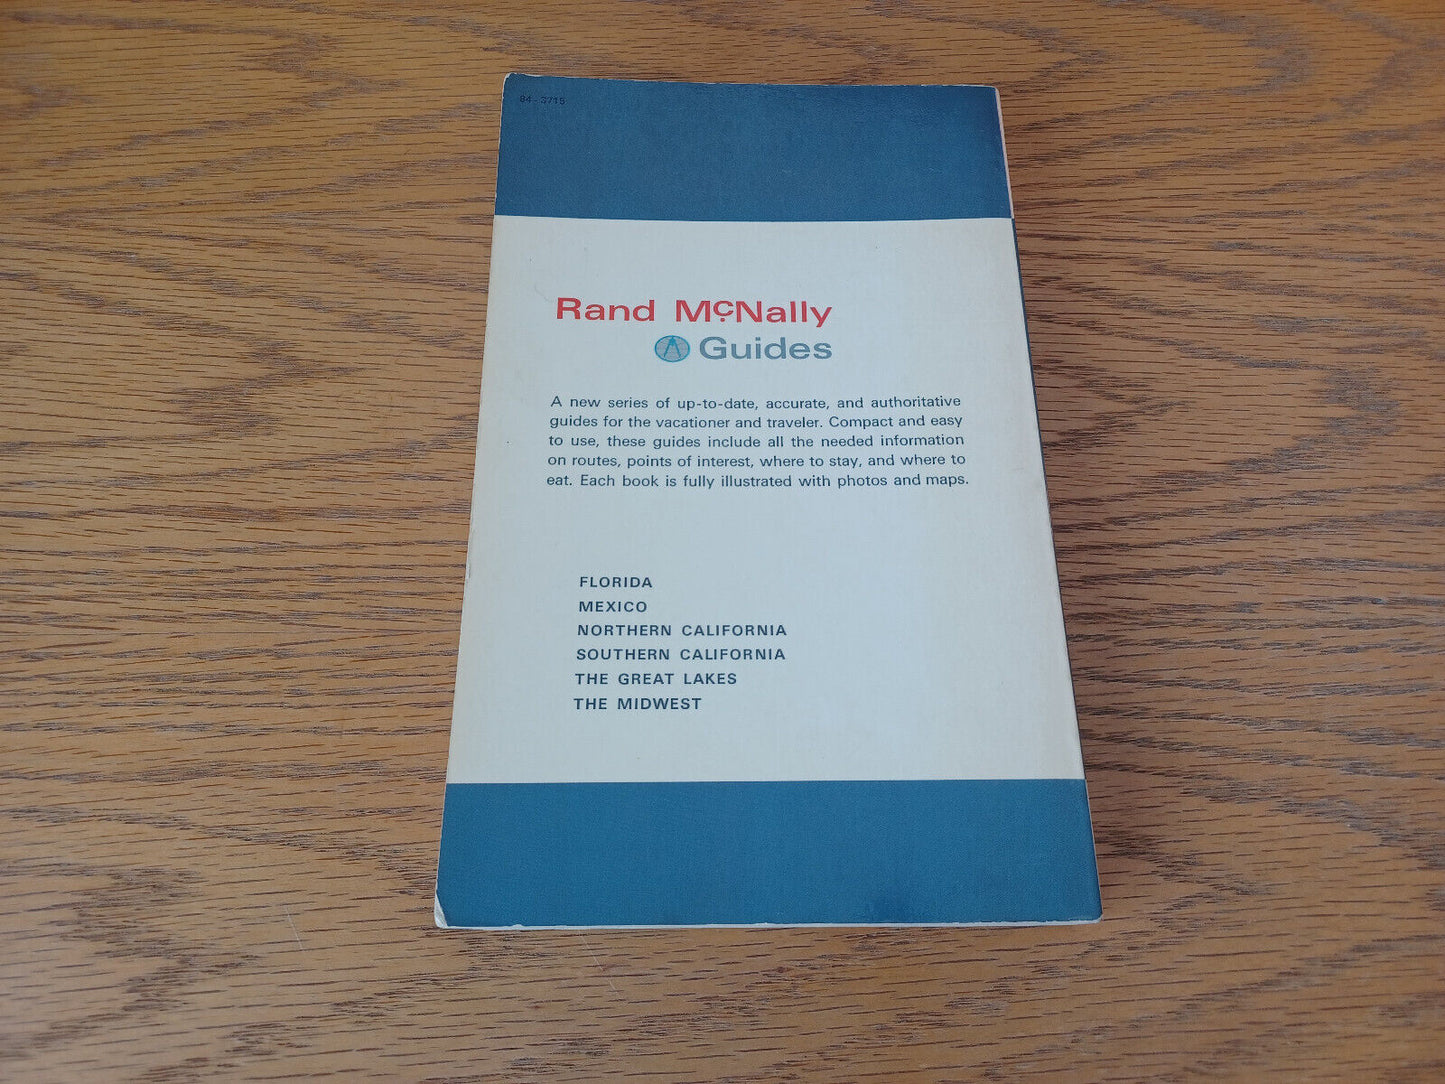 84-3715
Rand McNally
Guides
A new series of up-to-date, accurate, and authoritative
guides for the vacationer and traveler. Compact and easy
to use, these guides include all the needed information
on routes, points of interest, where to stay, and where to
eat. Each book is fully illustrated with photos and maps.
FLORIDA
MEXICO
NORTHERN CALIFORNIA
SOUTHERN CALIFORNIA
THE GREAT LAKES
THE MIDWEST